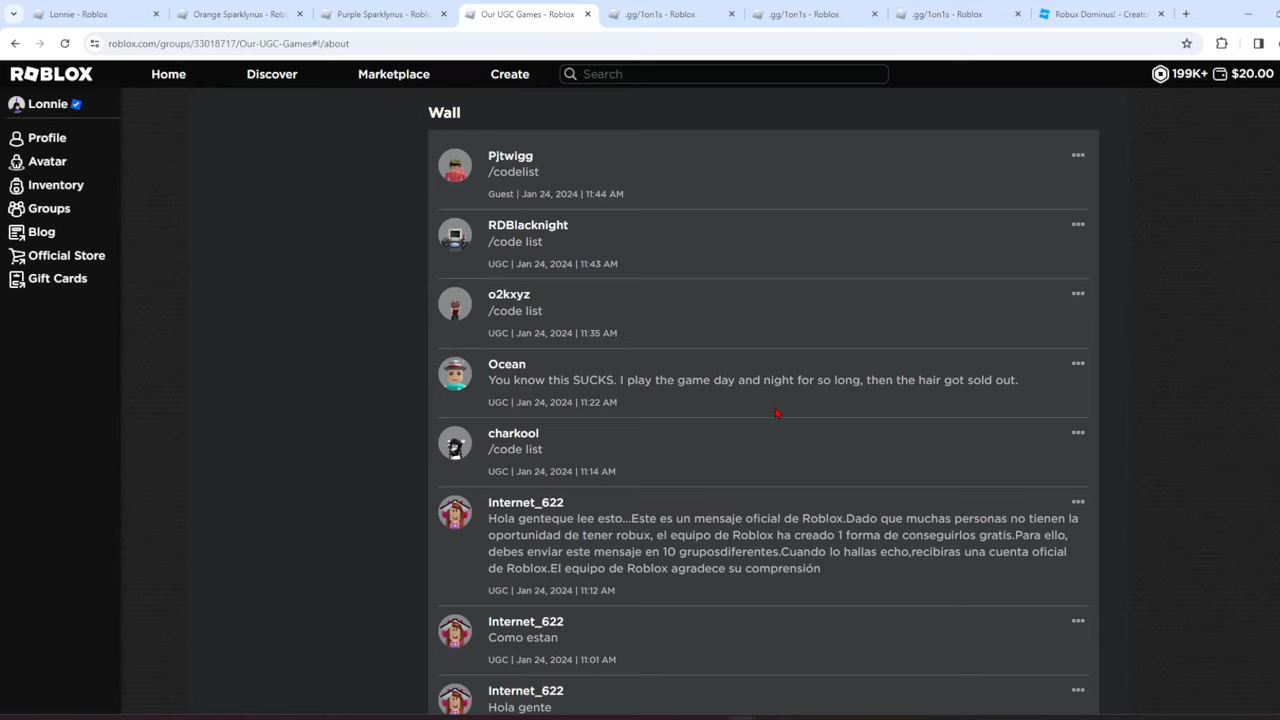 Lonnie - Roblox
Orange Sparklynus - Robl
Purple Sparklynus - Robl
Our UGC Games - Roblox
.gg/1on1s - Roblox
.gg/1on1s - Roblox
.gg/1on1s - Roblox
Robux Dominus! - Creato
roblox.com/groups/33018717/Our-UGC-Games#!/about
ROBLOX
Home
Discover
Marketplace
Create
Search
199K+
$20.00
Lonnie
Profile
Avatar
Inventory
Groups
Blog
Official Store
Gift Cards
Wall
Pjtwigg
/codelist
Guest | Jan 24, 2024 | 11:44 AM
RDBlacknight
/code list
UGC | Jan 24, 2024 | 11:43 AM
o2kxyz
/code list
UGC | Jan 24, 2024 | 11:35 AM
Ocean
You know this SUCKS. I play the game day and night for so long, then the hair got sold out.
UGC | Jan 24, 2024 | 11:22 AM
charkool
/code list
UGC | Jan 24, 2024 | 11:14 AM
Internet_622
Hola genteque lee esto...Este es un mensaje oficial de Roblox.Dado que muchas personas no tienen la
oportunidad de tener robux, el equipo de Roblox ha creado 1 forma de conseguirlos gratis.Para ello,
debes enviar este mensaje en 10 gruposdiferentes.Cuando lo hallas echo,recibiras una cuenta oficial
de Roblox.El equipo de Roblox agradece su comprensión
UGC | Jan 24, 2024 | 11:12 AM
Internet_622
Como estan
UGC | Jan 24, 2024 | 11:01 AM
Internet_622
Hola gente